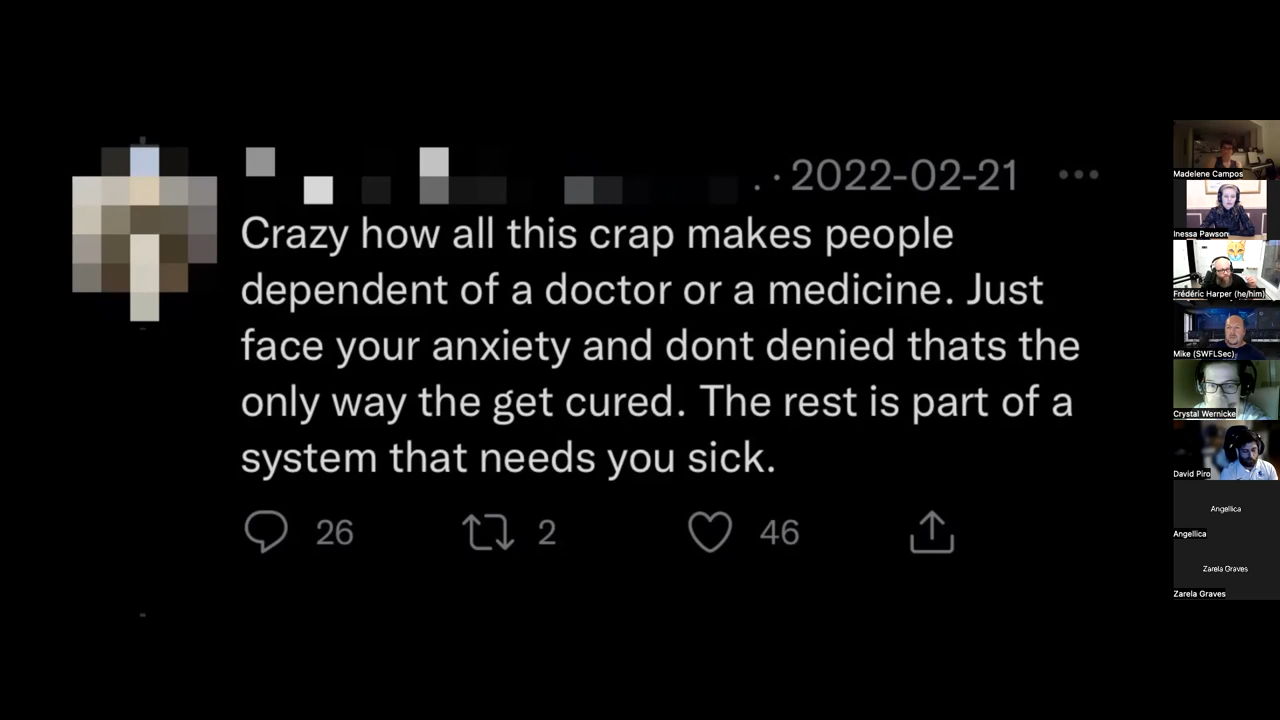 . · 2022-02-21 •••
Crazy how all this crap makes people
dependent of a doctor or a medicine. Just
face your anxiety and dont denied thats the
only way the get cured. The rest is part of a
system that needs you sick.
26 2 46
Madelene Campos
Inessa Pawson
Frédéric Harper (he/him)
Mike (SWFLSec)
Crystal Wernicke
David Piro
Angellica
Angellica
Zarela Graves
Zarela Graves